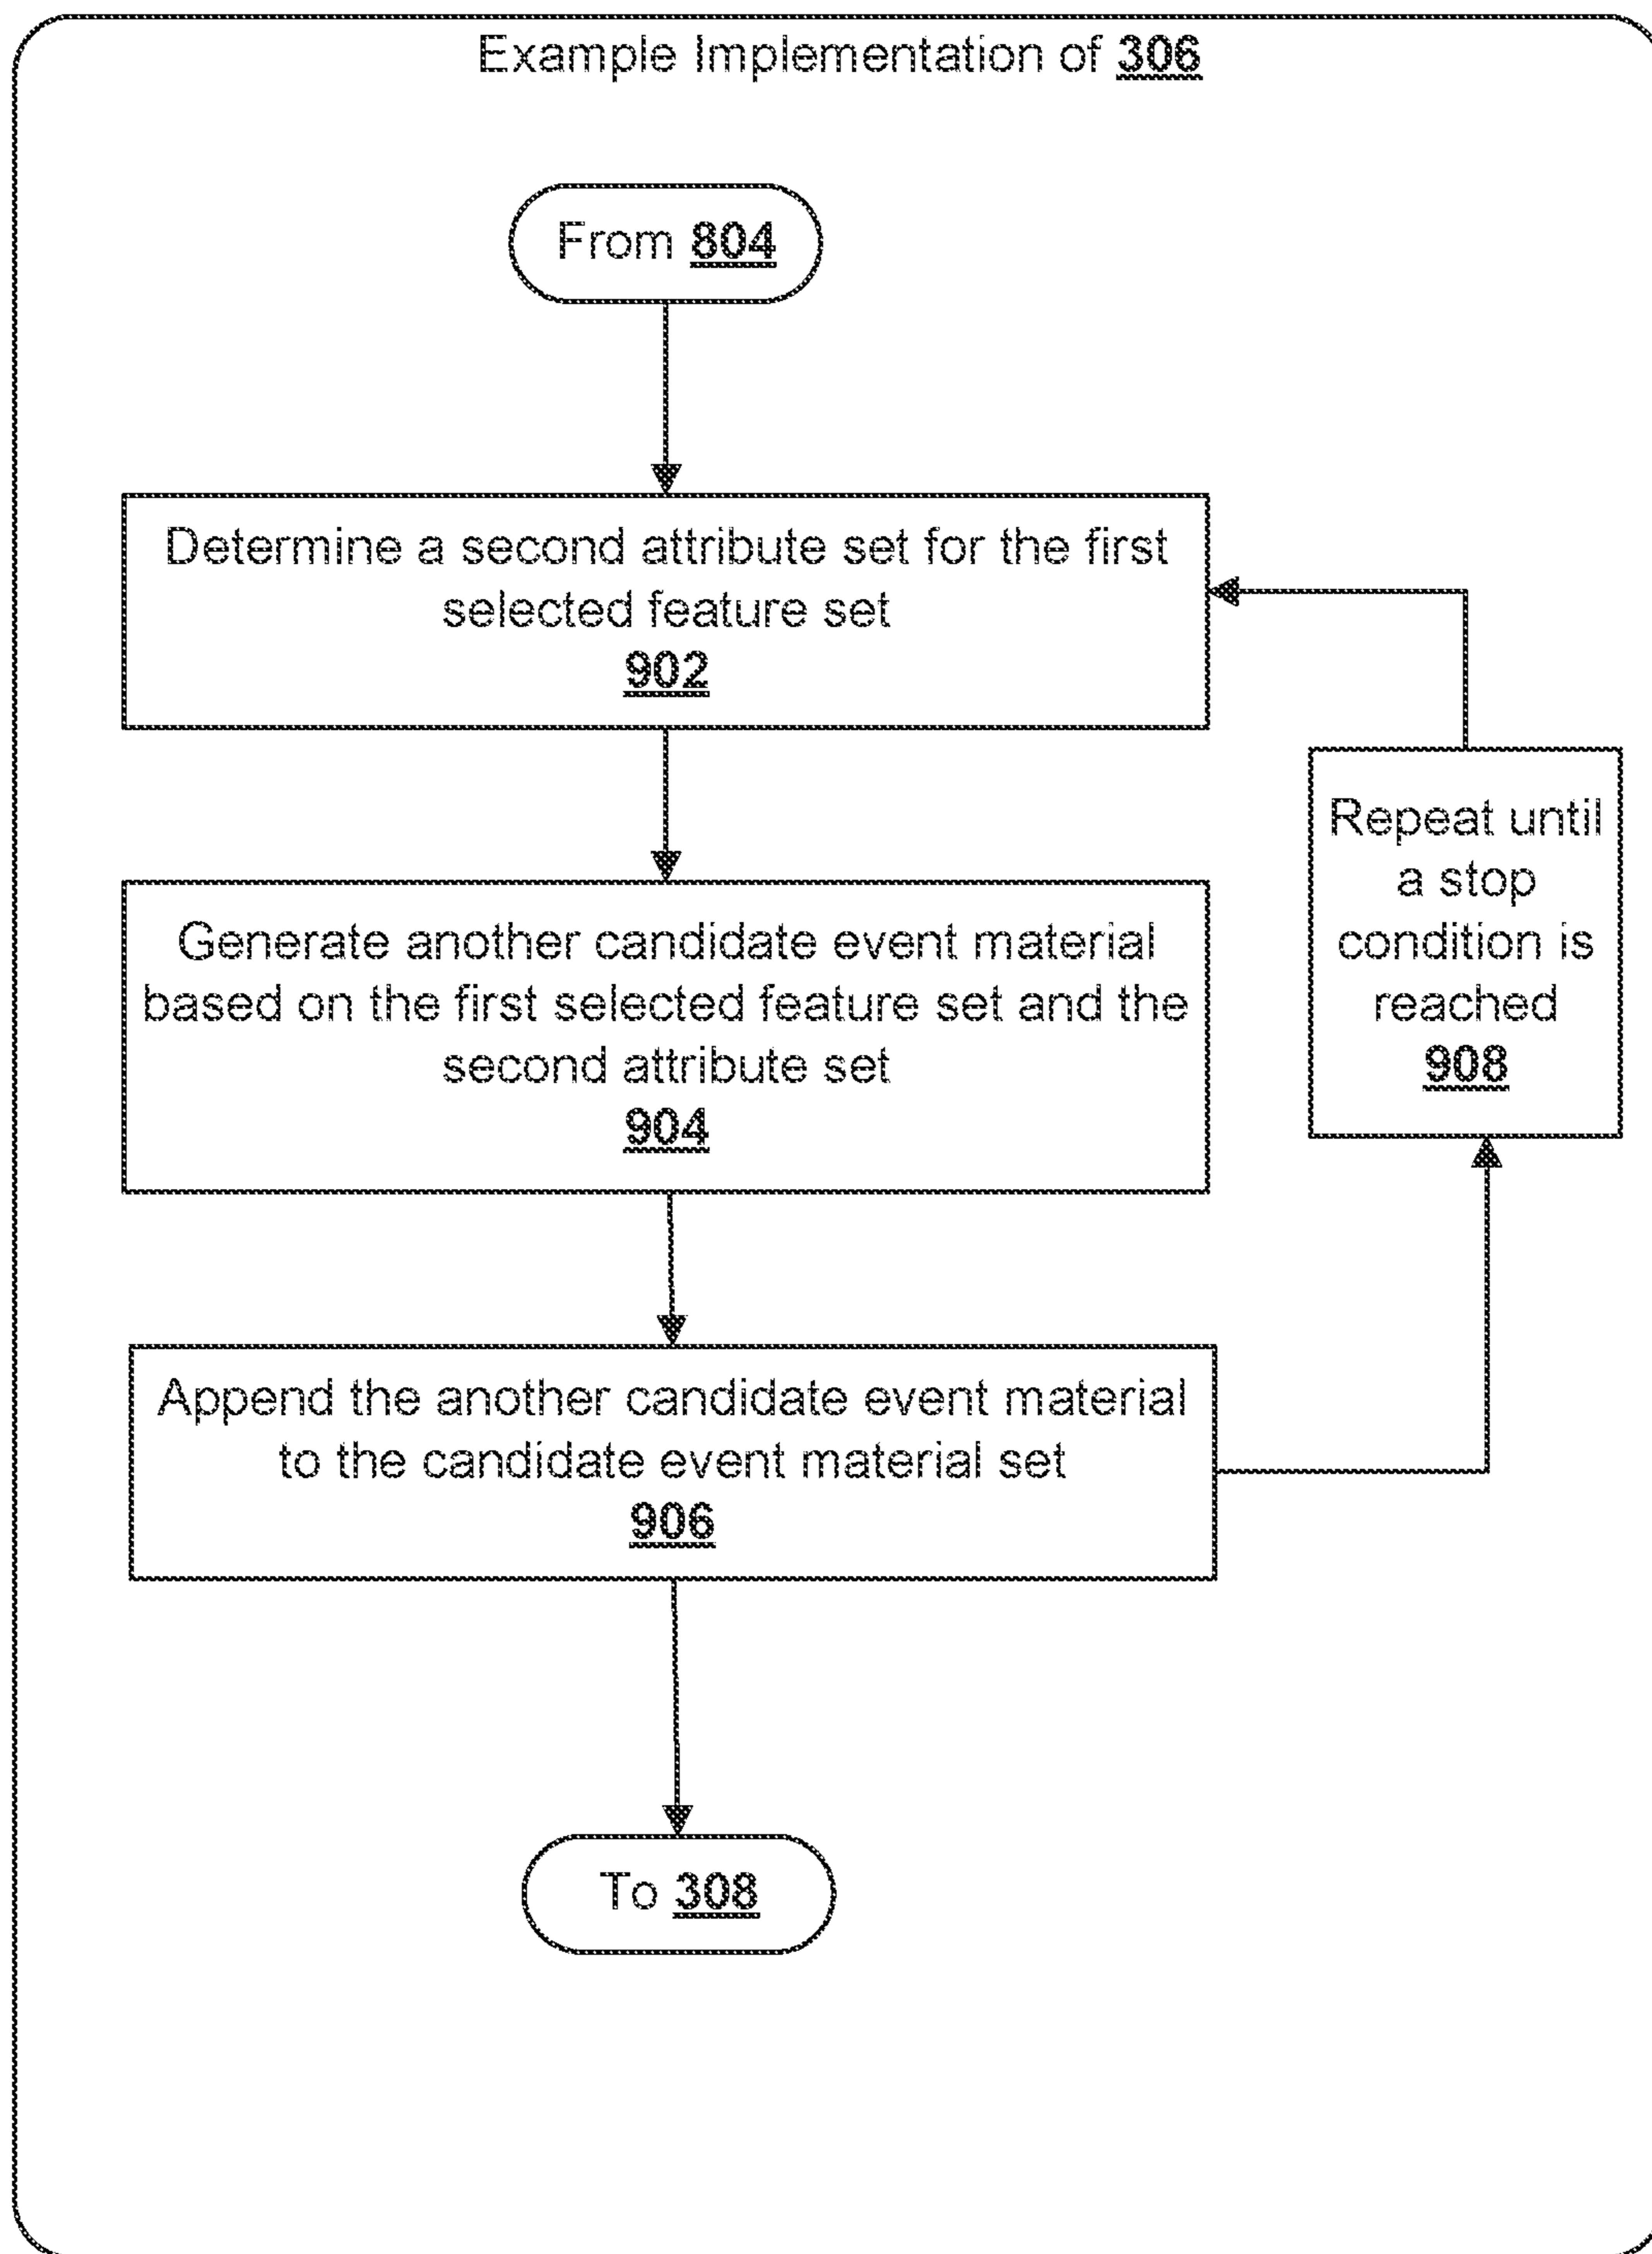 Example Implementation of 306
From 804
Determine a second attribute set for the first
selected feature set
902
Repeat until
a stop
condition is
reached
908
Generate another candidate event material
based on the first selected feature set and the
second attribute set
904
Append the another candidate event material
to the candidate event material set
906
To 308